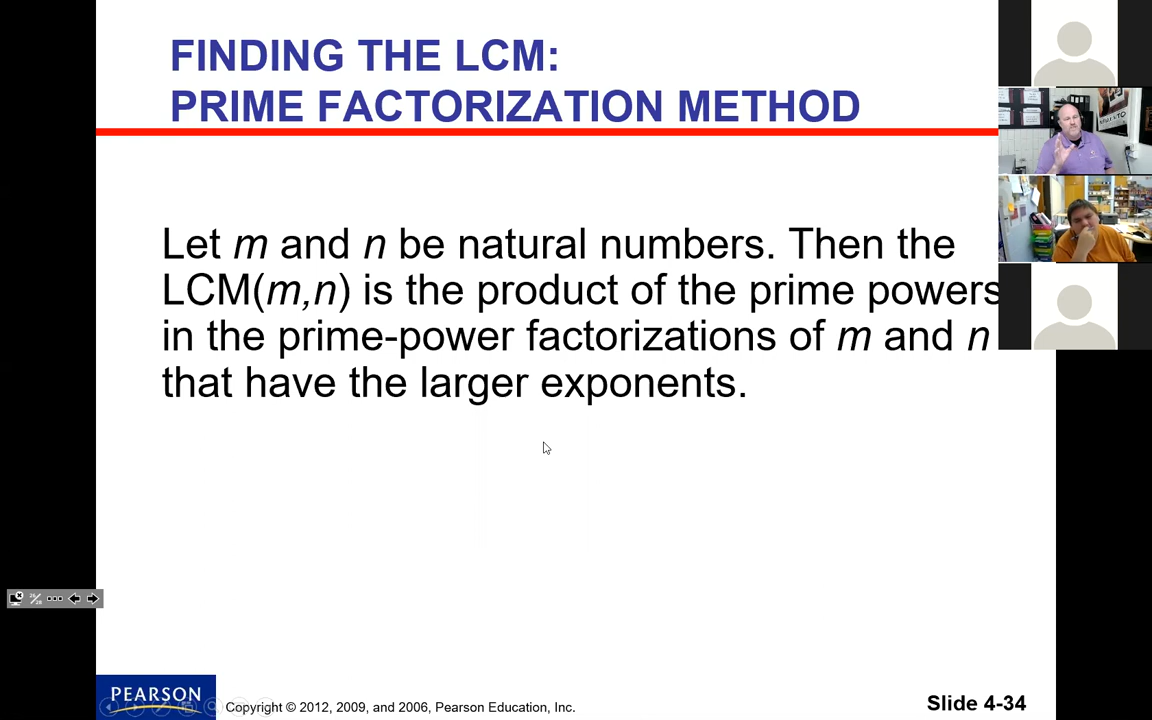 FINDING THE LCM:
PRIME FACTORIZATION METHOD
Let m and n be natural numbers. Then the
LCM(m,n) is the product of the prime powers
in the prime-power factorizations of m and n
that have the larger exponents.
PEARSON
Copyright © 2012, 2009, and 2006, Pearson Education, Inc.
Slide 4-34